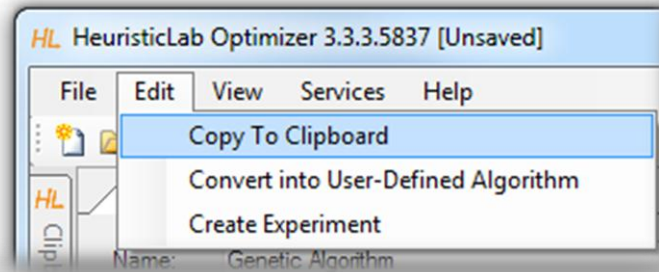 HL HeuristicLab Optimizer 3.3.3.5837 [Unsaved]
File Edit View Services Help
Copy To Clipboard
Convert into User-Defined Algorithm
Create Experiment
HL
Clip
Name: Genetic Algorithm